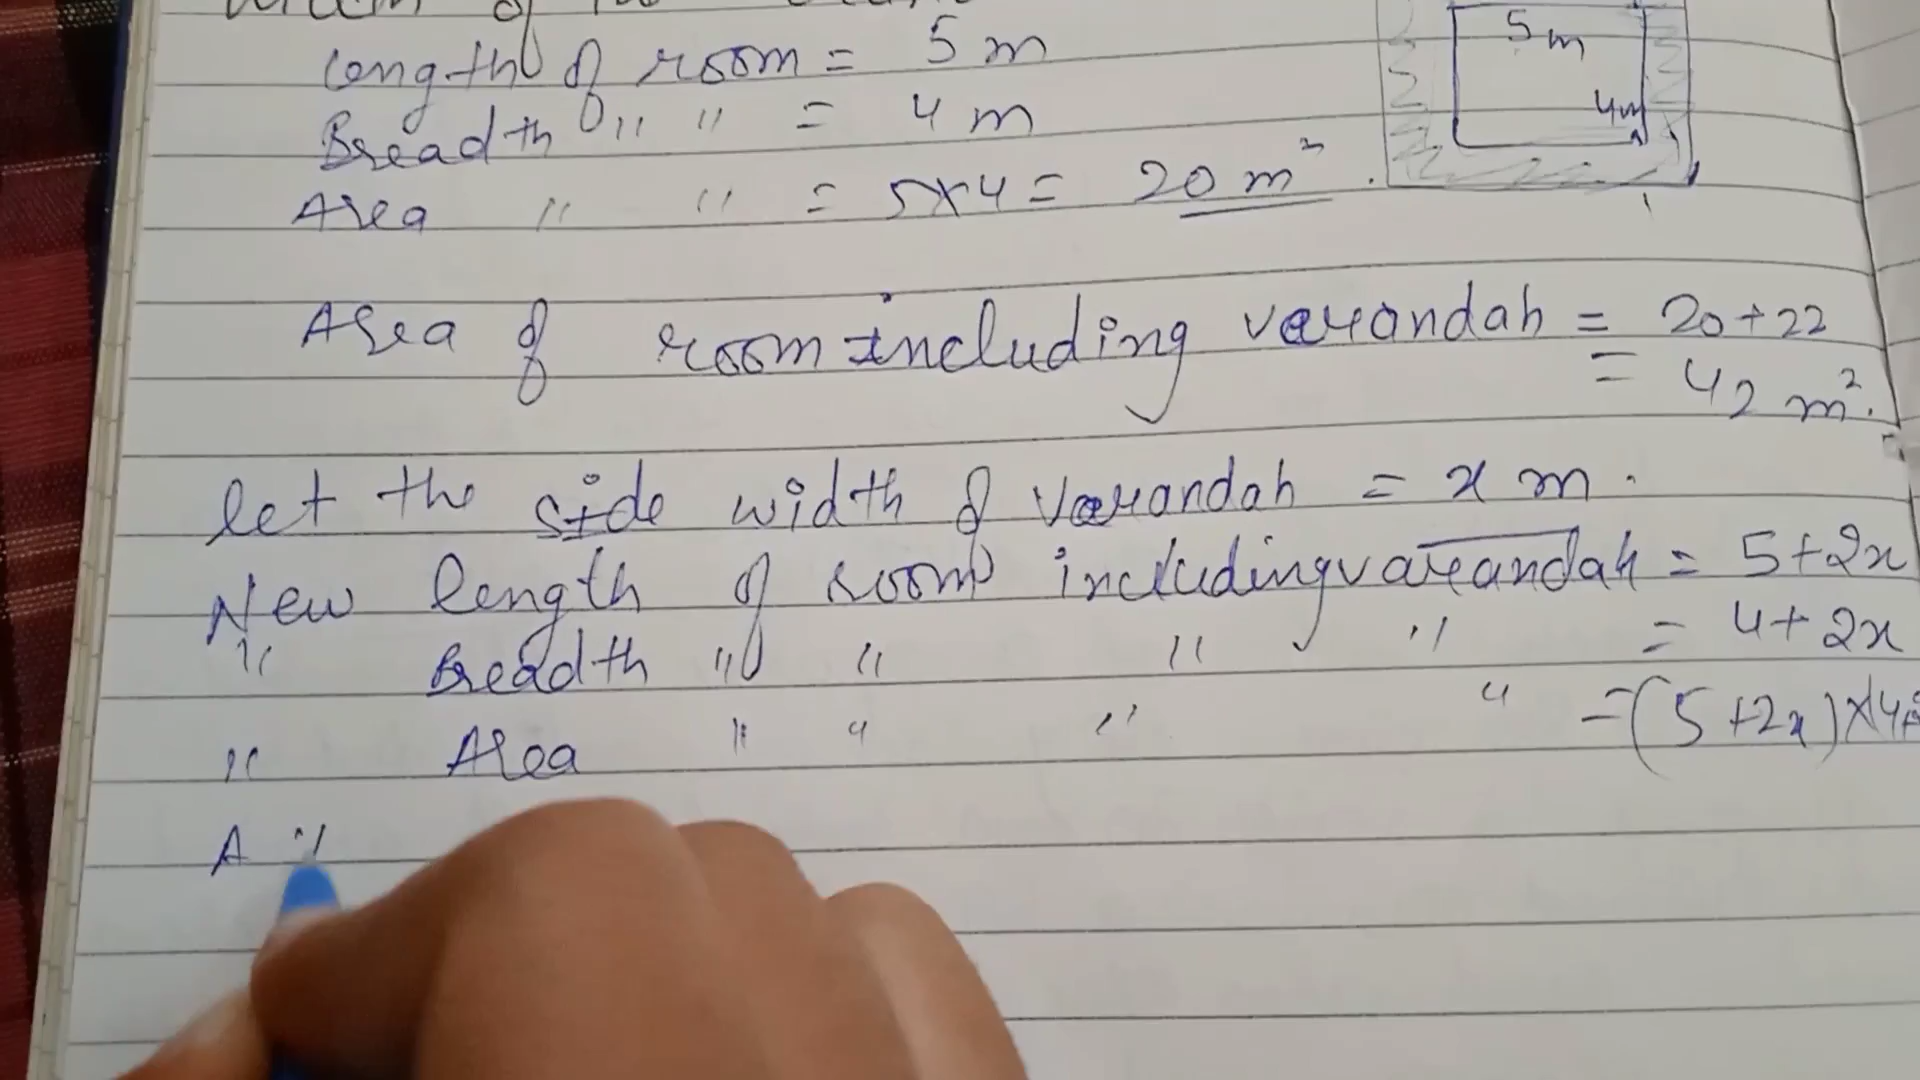 Length of room = 5 m
Breadth " " = 4 m
Area " " = 5×4 = 20 m²
5 m
4m
Area of room including verandah = 20+22
= 42 m².
let the side width of varandah = x m.
New length of room including varandah = 5+2x
" Breadth " " " " = 4+2x
" Area " " " " = (5+2x)×(4+
A